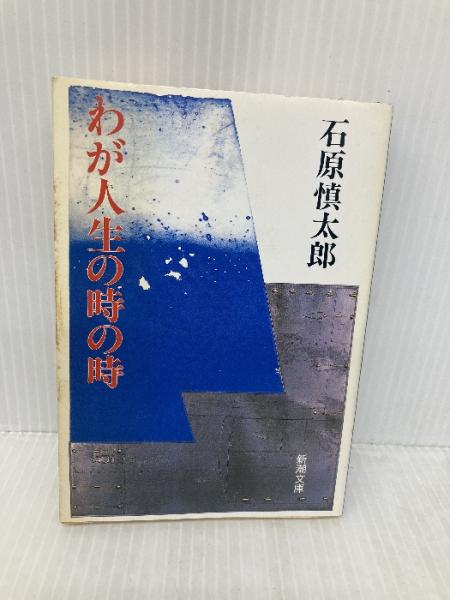 石原慎太郎
わが人生の時の時
新潮文庫